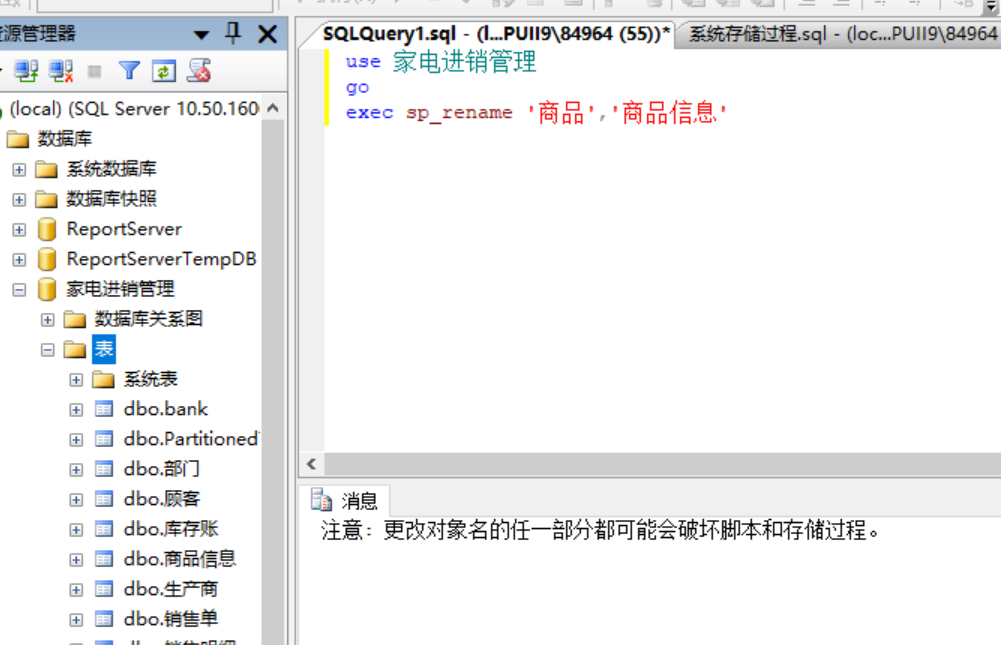 资源管理器
SQLQuery1.sql - (l...PUII9\84964 (55))*
系统存储过程.sql - (loc...PUII9\84964
(local) (SQL Server 10.50.160
数据库
系统数据库
数据库快照
ReportServer
ReportServerTempDB
家电进销管理
数据库关系图
表
系统表
dbo.bank
dbo.Partitioned
dbo.部门
dbo.顾客
dbo.库存账
dbo.商品信息
dbo.生产商
dbo.销售单
use 家电进销管理
go
exec sp_rename '商品','商品信息'
消息
注意: 更改对象名的任一部分都可能会破坏脚本和存储过程。